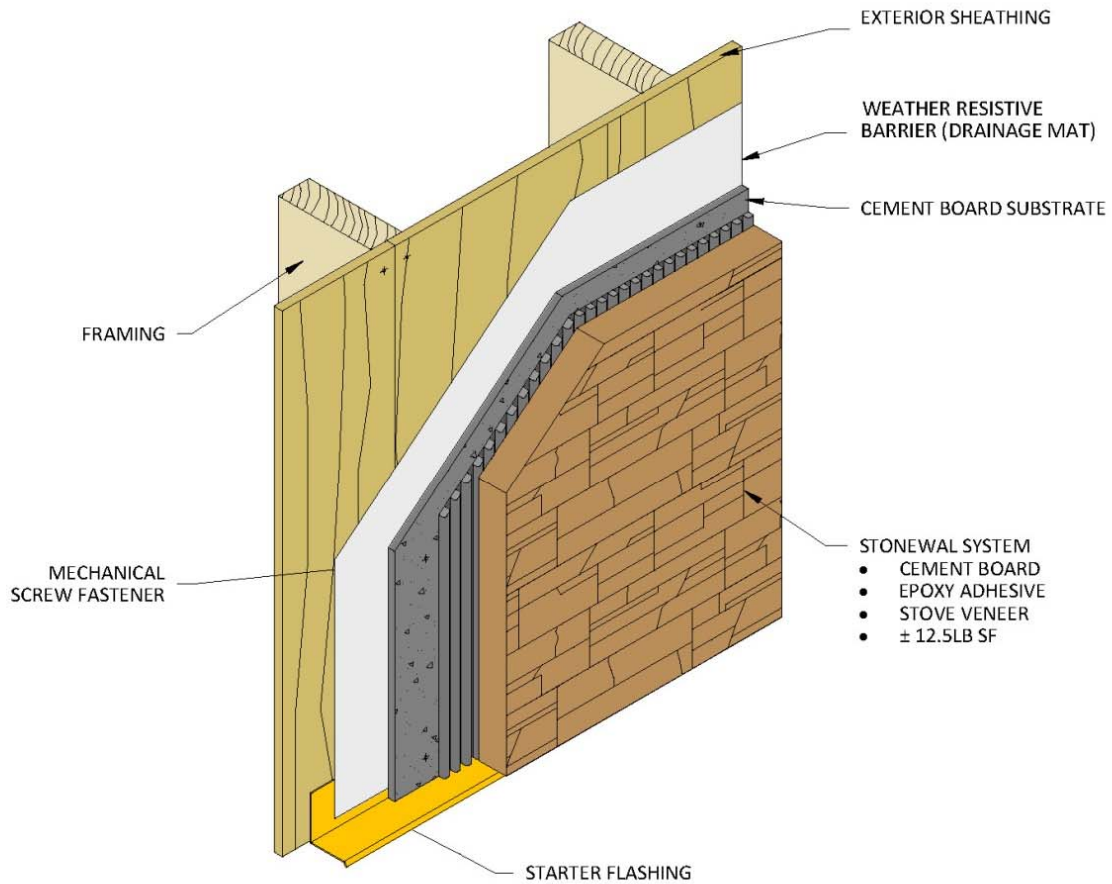 EXTERIOR SHEATHING
WEATHER RESISTIVE
BARRIER (DRAINAGE MAT)
CEMENT BOARD SUBSTRATE
FRAMING
MECHANICAL
SCREW FASTENER
STONEWAL SYSTEM
• CEMENT BOARD
• EPOXY ADHESIVE
• STOVE VENEER
• ± 12.5LB SF
STARTER FLASHING